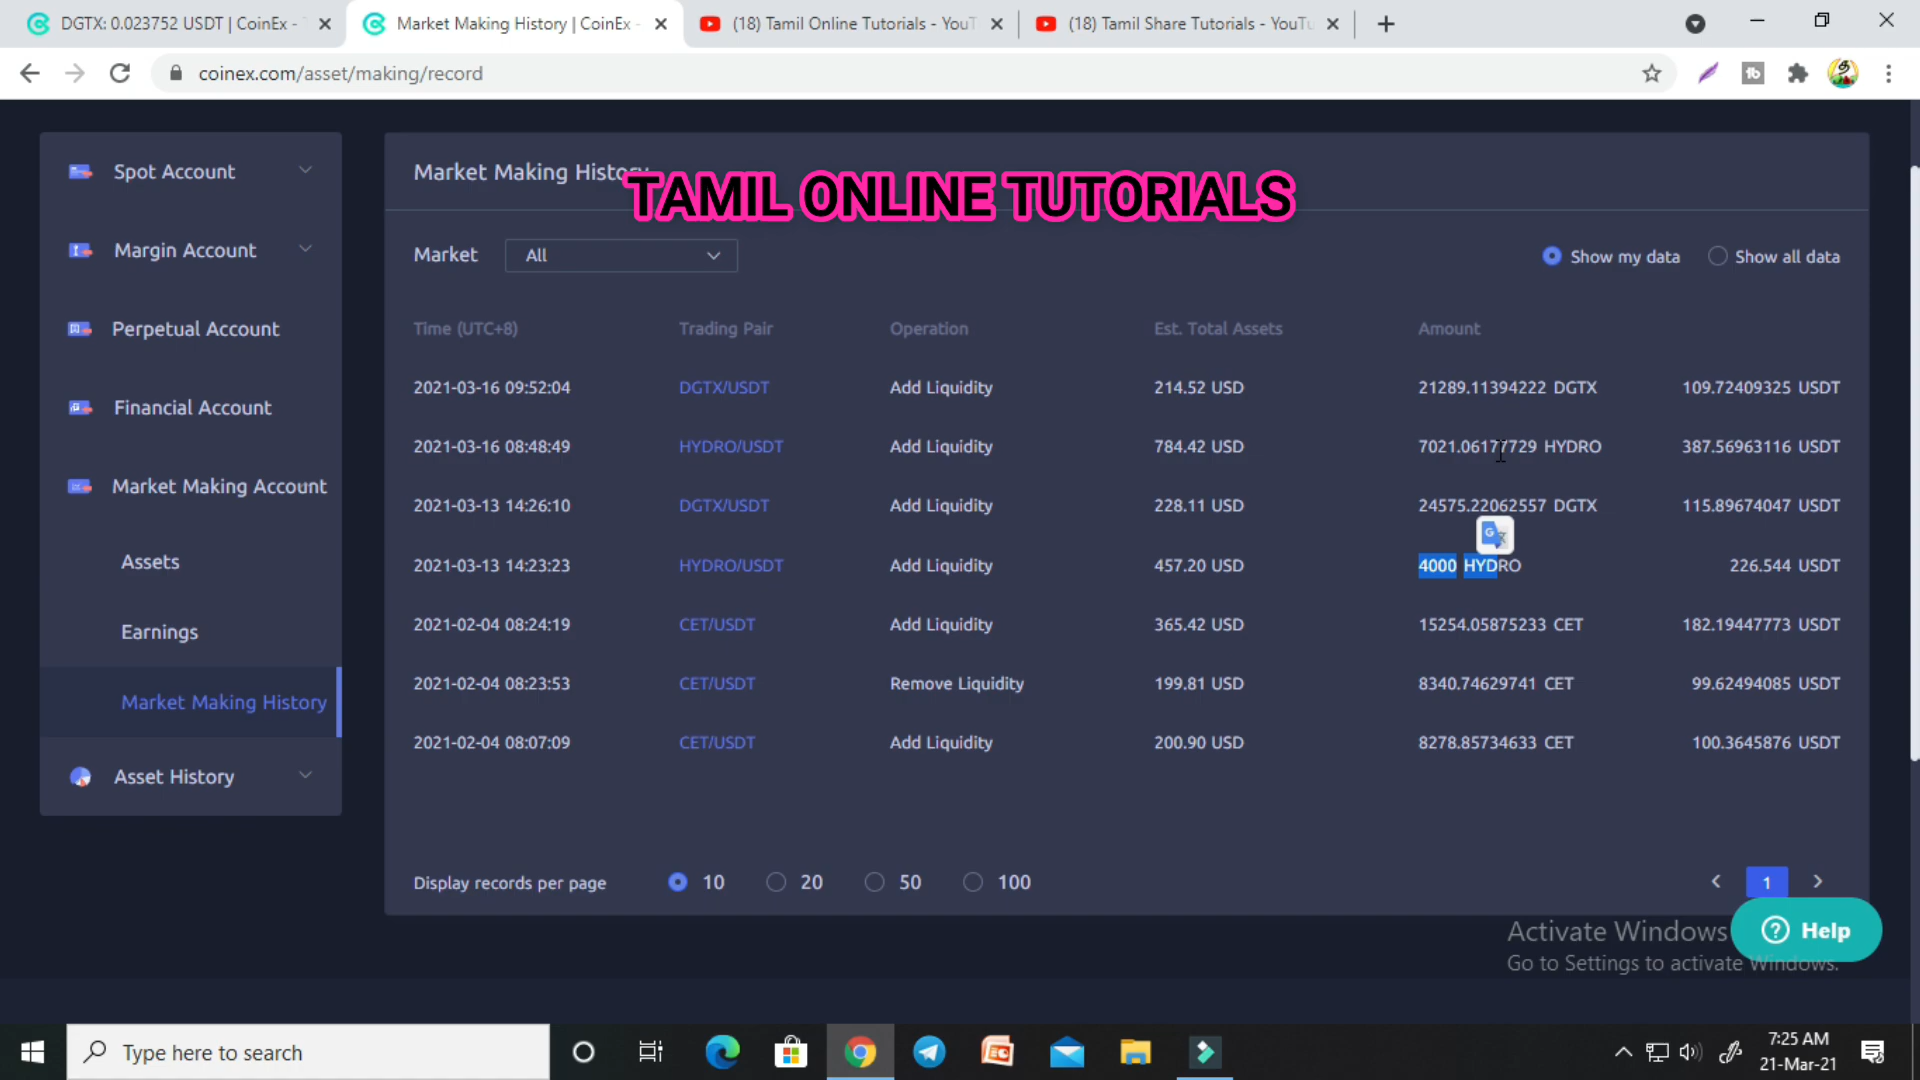 DGTX: 0.023752 USDT | CoinEx -
Market Making History | CoinEx -
(18) Tamil Online Tutorials - YouT
(18) Tamil Share Tutorials - YouTu
coinex.com/asset/making/record
Spot Account
Margin Account
Perpetual Account
Financial Account
Market Making Account
Assets
Earnings
Market Making History
Asset History
Market Making History
TAMIL ONLINE TUTORIALS
Market All Show my data Show all data
Time (UTC+8) Trading Pair Operation Est. Total Assets Amount
2021-03-16 09:52:04 DGTX/USDT Add Liquidity 214.52 USD 21289.11394222 DGTX 109.72409325 USDT
2021-03-16 08:48:49 HYDRO/USDT Add Liquidity 784.42 USD 7021.06177729 HYDRO 387.56963116 USDT
2021-03-13 14:26:10 DGTX/USDT Add Liquidity 228.11 USD 24575.22062557 DGTX 115.89674047 USDT
2021-03-13 14:23:23 HYDRO/USDT Add Liquidity 457.20 USD 4000 HYDRO 226.544 USDT
2021-02-04 08:24:19 CET/USDT Add Liquidity 365.42 USD 15254.05875233 CET 182.19447773 USDT
2021-02-04 08:23:53 CET/USDT Remove Liquidity 199.81 USD 8340.74629741 CET 99.62494085 USDT
2021-02-04 08:07:09 CET/USDT Add Liquidity 200.90 USD 8278.85734633 CET 100.3645876 USDT
Display records per page 10 20 50 100 1
Activate Windows
Go to Settings to activate Windows.
Help
Type here to search
7:25 AM
21-Mar-21